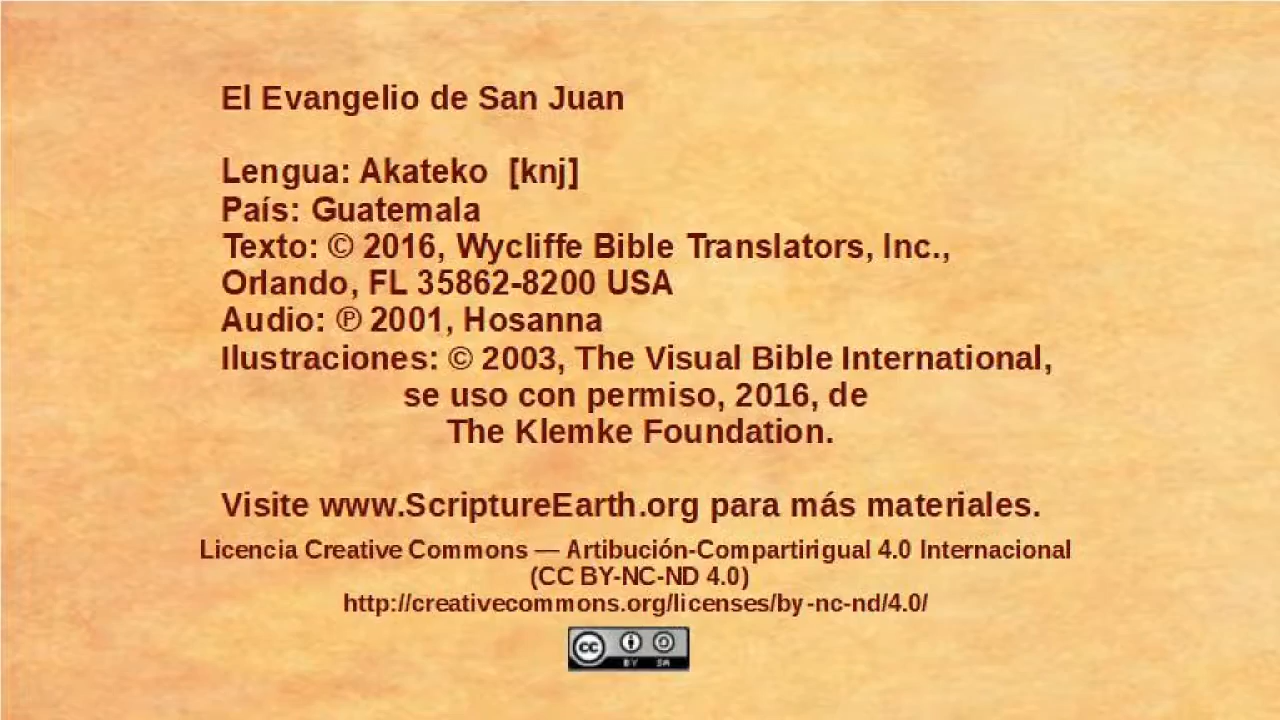 El Evangelio de San Juan
Lengua: Akateko [knj]
País: Guatemala
Texto: © 2016, Wycliffe Bible Translators, Inc.,
Orlando, FL 35862-8200 USA
Audio: ℗ 2001, Hosanna
Ilustraciones: © 2003, The Visual Bible International,
se uso con permiso, 2016, de
The Klemke Foundation.
Visite www.ScriptureEarth.org para más materiales.
Licencia Creative Commons — Artibución-Compartirigual 4.0 Internacional
(CC BY-NC-ND 4.0)
http://creativecommons.org/licenses/by-nc-nd/4.0/
cc
BY SA